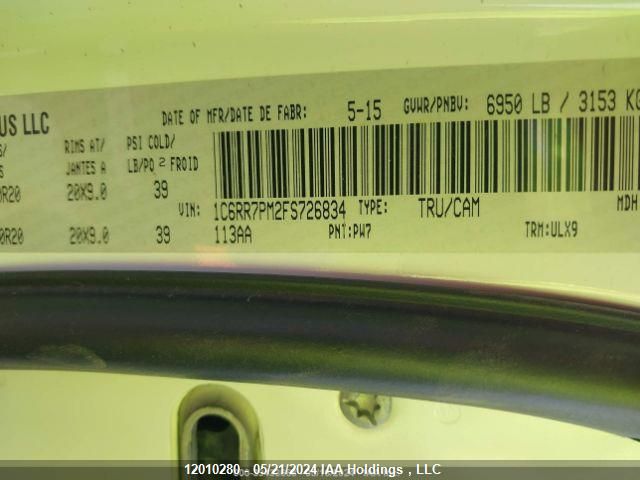 US LLC
DATE OF MFR/DATE DE FABR: 5-15 GVWR/PNBV: 6950 LB / 3153 KG
RIMS AT/ PSI COLD/
JANTES A LB/PO 2 FROID
0R20 20X9.0 39
VIN: 1C6RR7PM2FS726834 TYPE: TRU/CAM MDH
0R20 20X9.0 39 113AA PNT:PW7 TRM:ULX9
12010280 - 05/21/2024 IAA Holdings , LLC